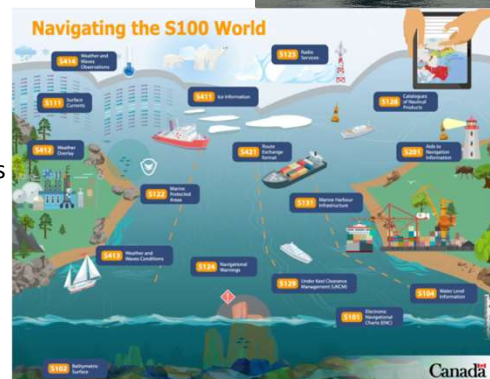 Navigating the S100 World
S414 Weather and
Waves
Observations
S123 Radio
Services
S111 Surface
Currents
S411 Ice Information
S128 Catalogues
of Nautical
Products
S412 Weather
Overlay
S421 Route
Exchange
Format
S201 Aids to
Navigation
Information
S122 Marine
Protected
Areas
S131 Marine Harbour
Infrastructure
S413 Weather and
Waves Conditions
S124 Navigational
Warnings
S129 Under Keel Clearance
Management (UKCM)
S104 Water Level
Information
S101 Electronic
Navigational
Charts (ENC)
S102 Bathymetric
Surface
Canada